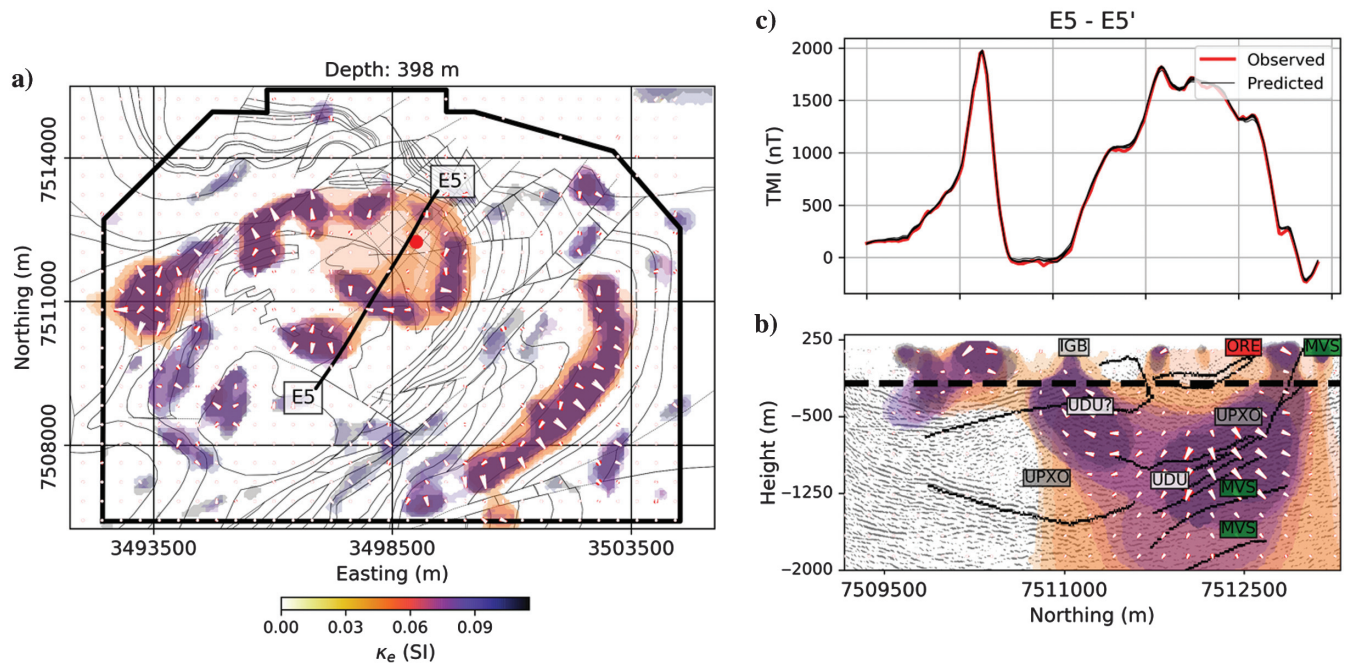 a)
Depth: 398 m
E5'
E5
7514000
7511000
7508000
Northing (m)
3493500
3498500
3503500
Easting (m)
0.00
0.03
0.06
0.09
κe (SI)
c)
E5 - E5'
Observed
Predicted
2000
1500
1000
500
0
TMI (nT)
b)
250
−500
−1250
−2000
Height (m)
IGB
ORE
MVS
UDU?
UPXO
UPXO
UDU
MVS
MVS
7509500
7511000
7512500
Northing (m)